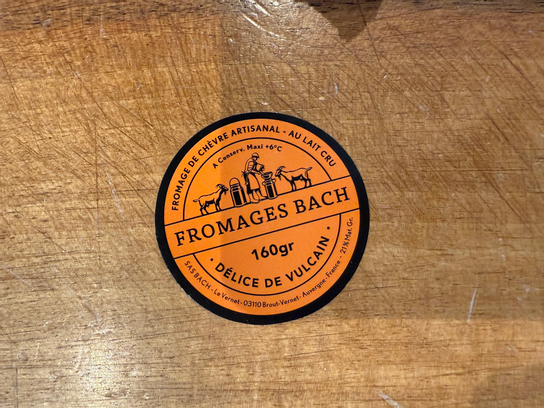 FROMAGE DE CHÈVRE ARTISANAL - AU LAIT CRU
A Conserv. Maxi +6°C
FROMAGES BACH
160gr
• DÉLICE DE VULCAIN •
SAS BACH - Le Vernet - 03110 Brout-Vernet - Auvergne - France - 21% Mat. Gr.